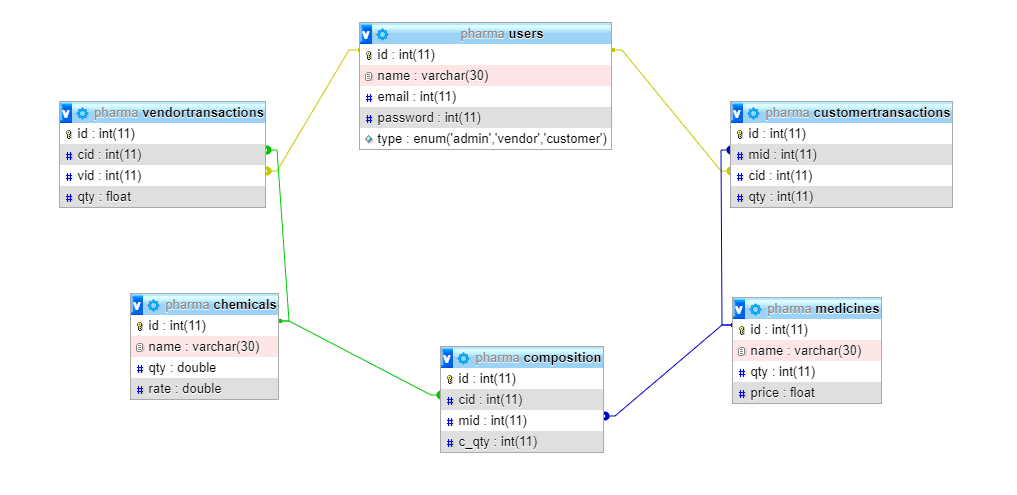 pharma users
id : int(11)
name : varchar(30)
email : int(11)
password : int(11)
type : enum('admin','vendor','customer')
pharma vendortransactions
id : int(11)
cid : int(11)
vid : int(11)
qty : float
pharma customertransactions
id : int(11)
mid : int(11)
cid : int(11)
qty : int(11)
pharma chemicals
id : int(11)
name : varchar(30)
qty : double
rate : double
pharma composition
id : int(11)
cid : int(11)
mid : int(11)
c_qty : int(11)
pharma medicines
id : int(11)
name : varchar(30)
qty : int(11)
price : float